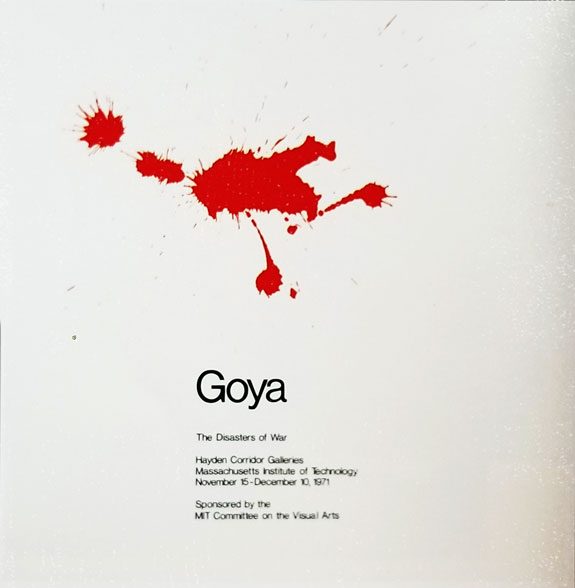 Goya
The Disasters of War
Hayden Corridor Galleries
Massachusetts Institute of Technology
November 15-December 10, 1971
Sponsored by the
MIT Committee on the Visual Arts